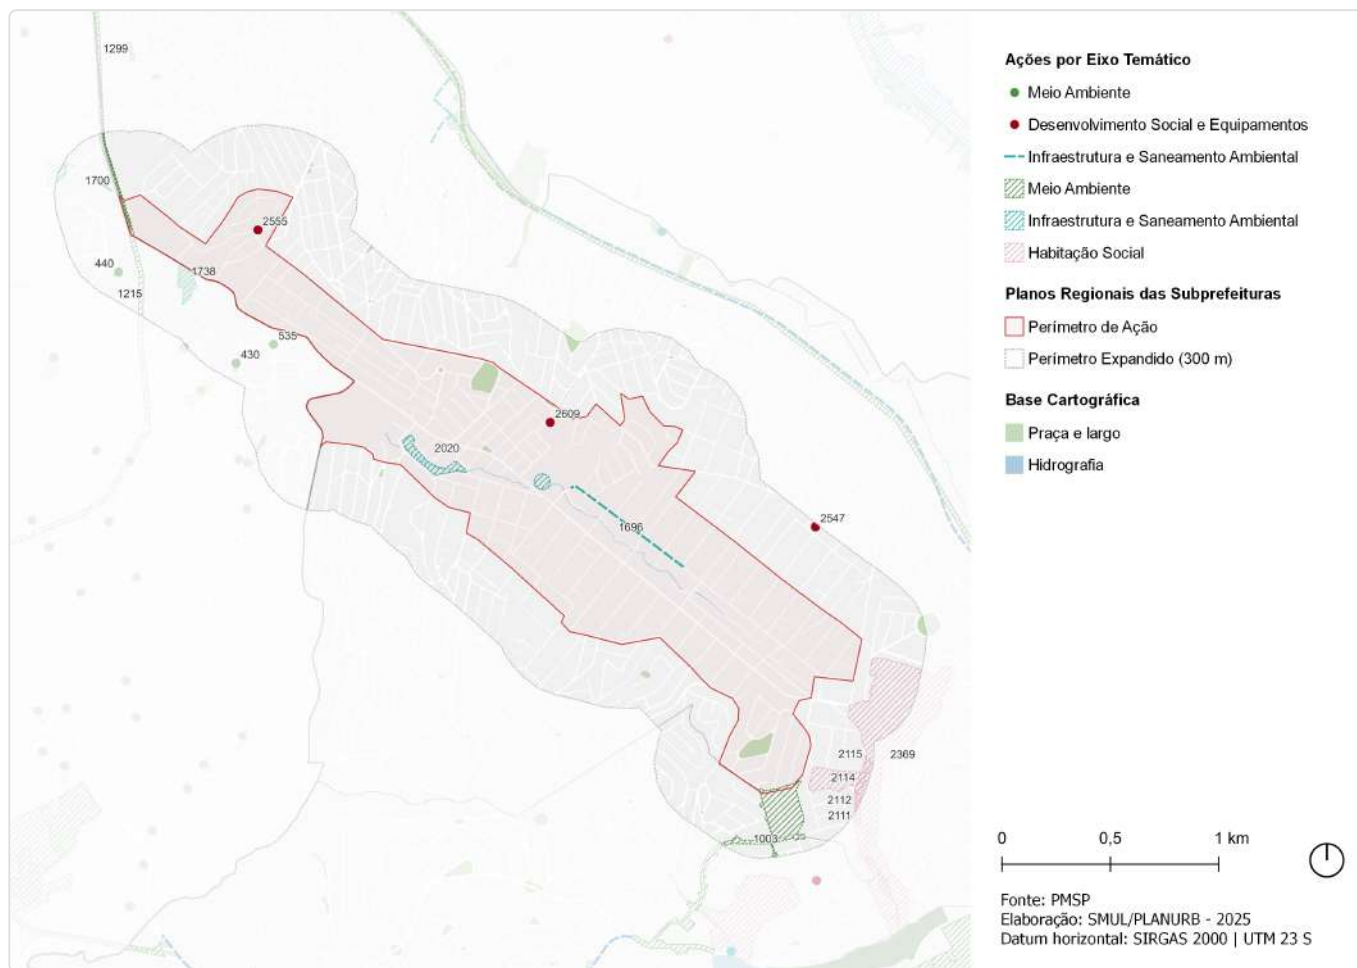 1299
1700
2555
440
1738
1215
535
430
2609
2020
2547
1696
2115
2369
2114
2112
2111
1003
Ações por Eixo Temático
Meio Ambiente
Desenvolvimento Social e Equipamentos
Infraestrutura e Saneamento Ambiental
Meio Ambiente
Infraestrutura e Saneamento Ambiental
Habitação Social
Planos Regionais das Subprefeituras
Perímetro de Ação
Perímetro Expandido (300 m)
Base Cartográfica
Praça e largo
Hidrografia
0 0,5 1 km
Fonte: PMSP
Elaboração: SMUL/PLANURB - 2025
Datum horizontal: SIRGAS 2000 | UTM 23 S